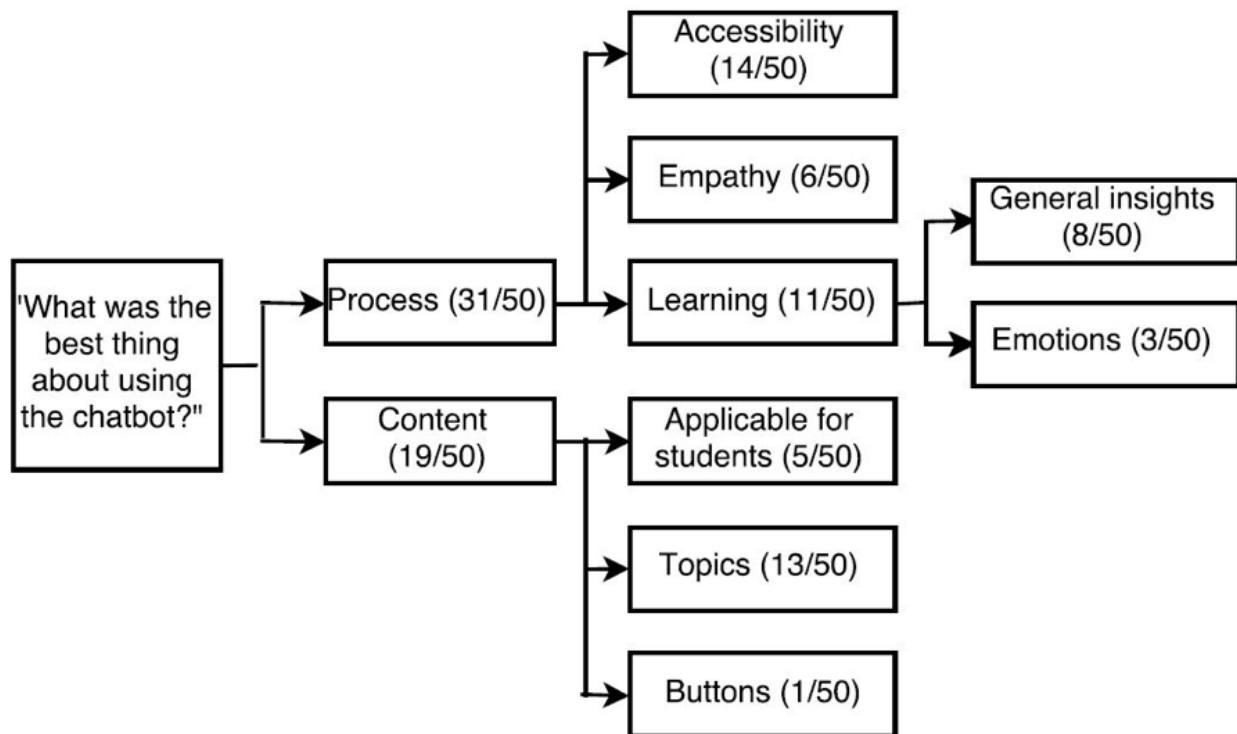 'What was the
best thing
about using
the chatbot?"
Process (31/50)
Content
(19/50)
Accessibility
(14/50)
Empathy (6/50)
Learning (11/50)
General insights
(8/50)
Emotions (3/50)
Applicable for
students (5/50)
Topics (13/50)
Buttons (1/50)